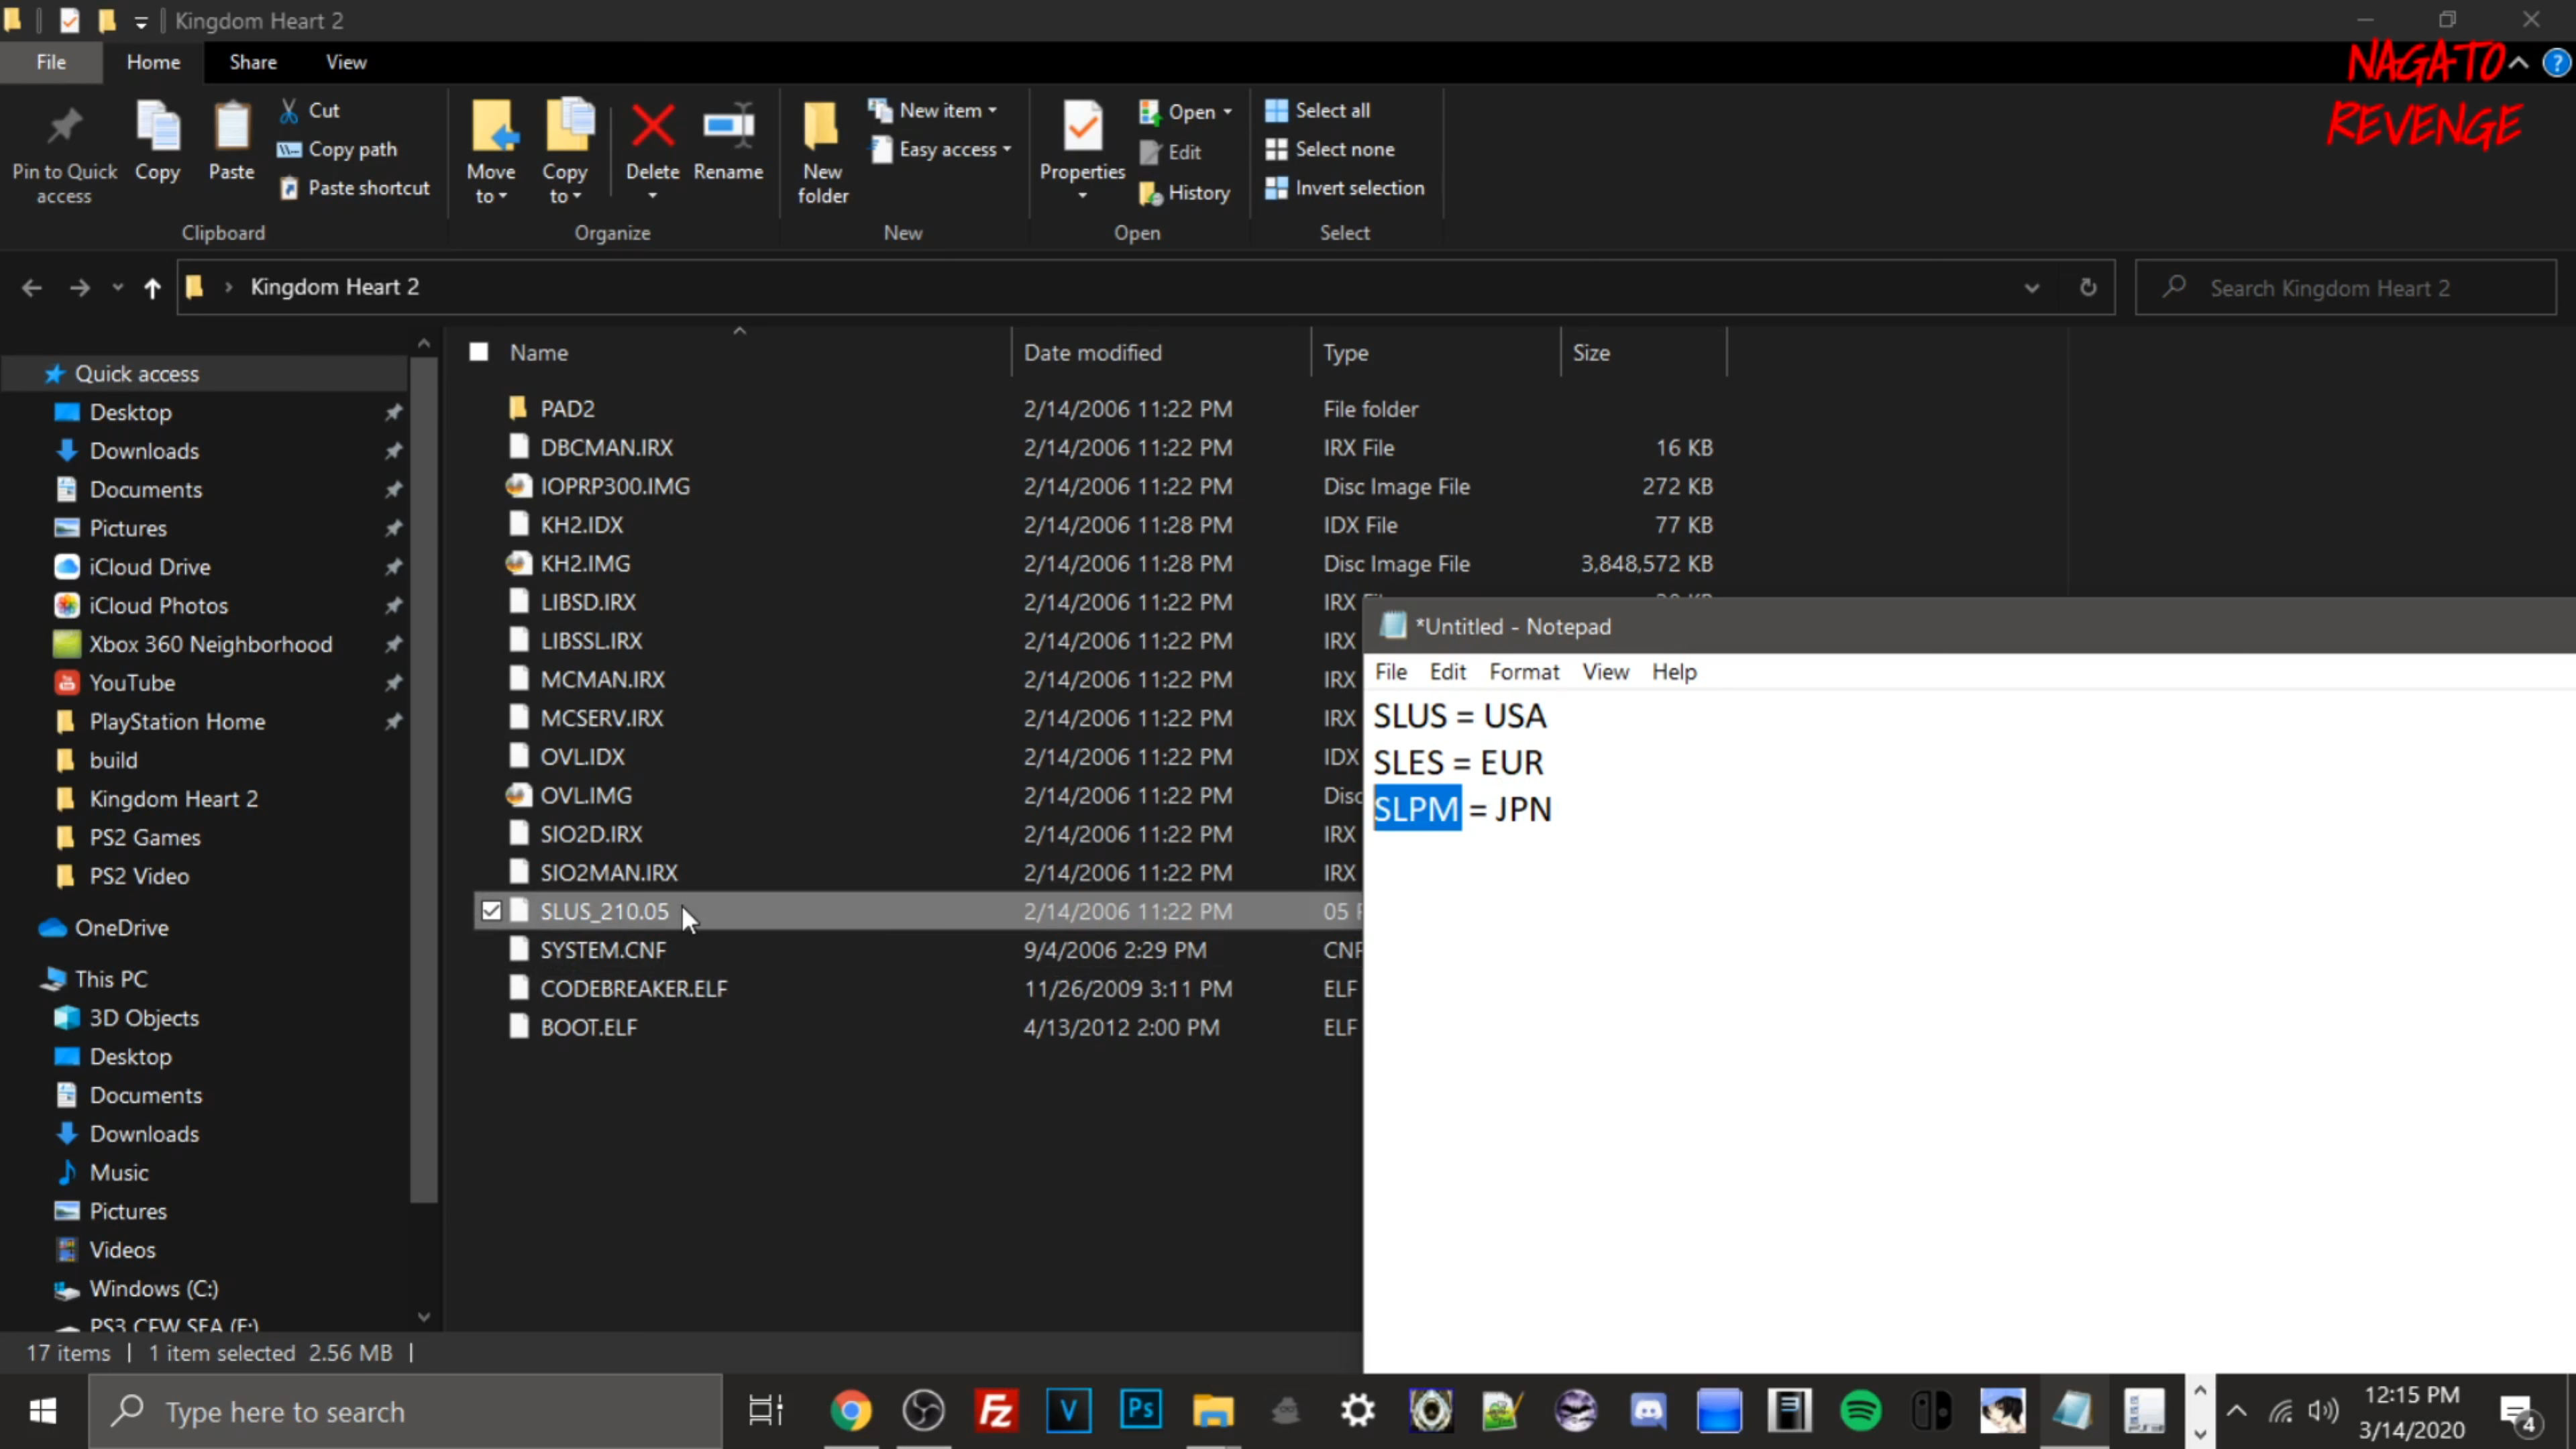 Kingdom Heart 2
File Home Share View
NAGATO
REVENGE
Pin to Quick access
Copy
Paste
Cut
Copy path
Paste shortcut
Clipboard
Move to
Copy to
Delete
Rename
Organize
New folder
New item
Easy access
New
Properties
Open
Edit
History
Open
Select all
Select none
Invert selection
Select
Kingdom Heart 2
Search Kingdom Heart 2
Quick access
Desktop
Downloads
Documents
Pictures
iCloud Drive
iCloud Photos
Xbox 360 Neighborhood
YouTube
PlayStation Home
build
Kingdom Heart 2
PS2 Games
PS2 Video
OneDrive
This PC
3D Objects
Desktop
Documents
Downloads
Music
Pictures
Videos
Windows (C:)
PS3 CFW SEA (F:)
Name Date modified Type Size
PAD2 2/14/2006 11:22 PM File folder
DBCMAN.IRX 2/14/2006 11:22 PM IRX File 16 KB
IOPRP300.IMG 2/14/2006 11:22 PM Disc Image File 272 KB
KH2.IDX 2/14/2006 11:28 PM IDX File 77 KB
KH2.IMG 2/14/2006 11:28 PM Disc Image File 3,848,572 KB
LIBSD.IRX 2/14/2006 11:22 PM IRX
LIBSSL.IRX 2/14/2006 11:22 PM IRX
MCMAN.IRX 2/14/2006 11:22 PM IRX
MCSERV.IRX 2/14/2006 11:22 PM IRX
OVL.IDX 2/14/2006 11:22 PM IDX
OVL.IMG 2/14/2006 11:22 PM Disc
SIO2D.IRX 2/14/2006 11:22 PM IRX
SIO2MAN.IRX 2/14/2006 11:22 PM IRX
SLUS_210.05 2/14/2006 11:22 PM 05 F
SYSTEM.CNF 9/4/2006 2:29 PM CNF
CODEBREAKER.ELF 11/26/2009 3:11 PM ELF
BOOT.ELF 4/13/2012 2:00 PM ELF
*Untitled - Notepad
File Edit Format View Help
SLUS = USA
SLES = EUR
SLPM = JPN
17 items 1 item selected 2.56 MB
Type here to search
Fz
V
Ps
12:15 PM
3/14/2020
4